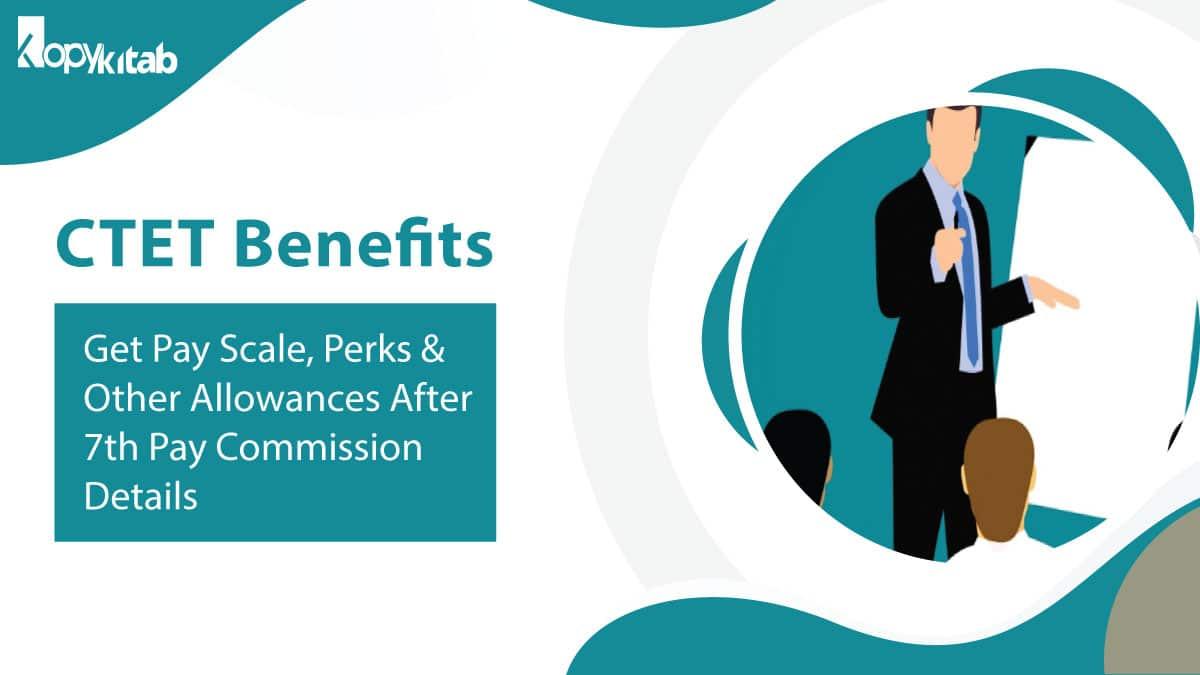 Kopykitab
CTET Benefits
Get Pay Scale, Perks &
Other Allowances After
7th Pay Commission
Details